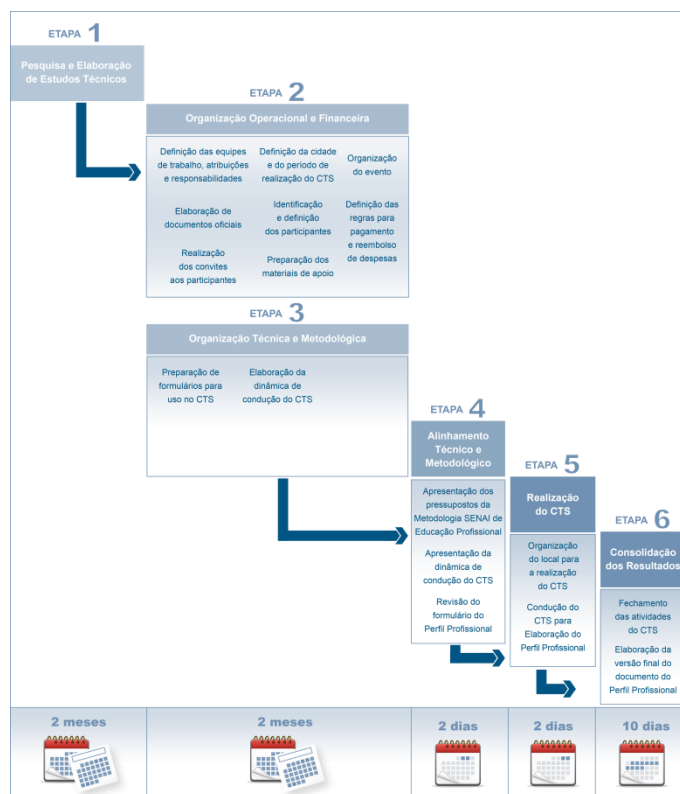 ETAPA 1
Pesquisa e Elaboração
de Estudos Técnicos
ETAPA 2
Organização Operacional e Financeira
Definição das equipes
de trabalho, atribuições
e responsabilidades
Definição da cidade
e do período de
realização do CTS
Organização
do evento
Elaboração de
documentos oficiais
Identificação
e definição
dos participantes
Definição das
regras para
pagamento
e reembolso
de despesas
Realização
dos convites
aos participantes
Preparação dos
materiais de apoio
ETAPA 3
Organização Técnica e Metodológica
Preparação de
formulários para
uso no CTS
Elaboração da
dinâmica de
condução do CTS
ETAPA 4
Alinhamento
Técnico e
Metodológico
Apresentação dos
pressupostos da
Metodologia SENAI de
Educação Profissional
Apresentação da
dinâmica de
condução do CTS
Revisão do
formulário do
Perfil Profissional
ETAPA 5
Realização
do CTS
Organização
do local para
a realização
do CTS
Condução do
CTS para
Elaboração do
Perfil Profissional
ETAPA 6
Consolidação
dos Resultados
Fechamento
das atividades
do CTS
Elaboração da
versão final do
documento do
Perfil Profissional
2 meses
2 meses
2 dias
2 dias
10 dias